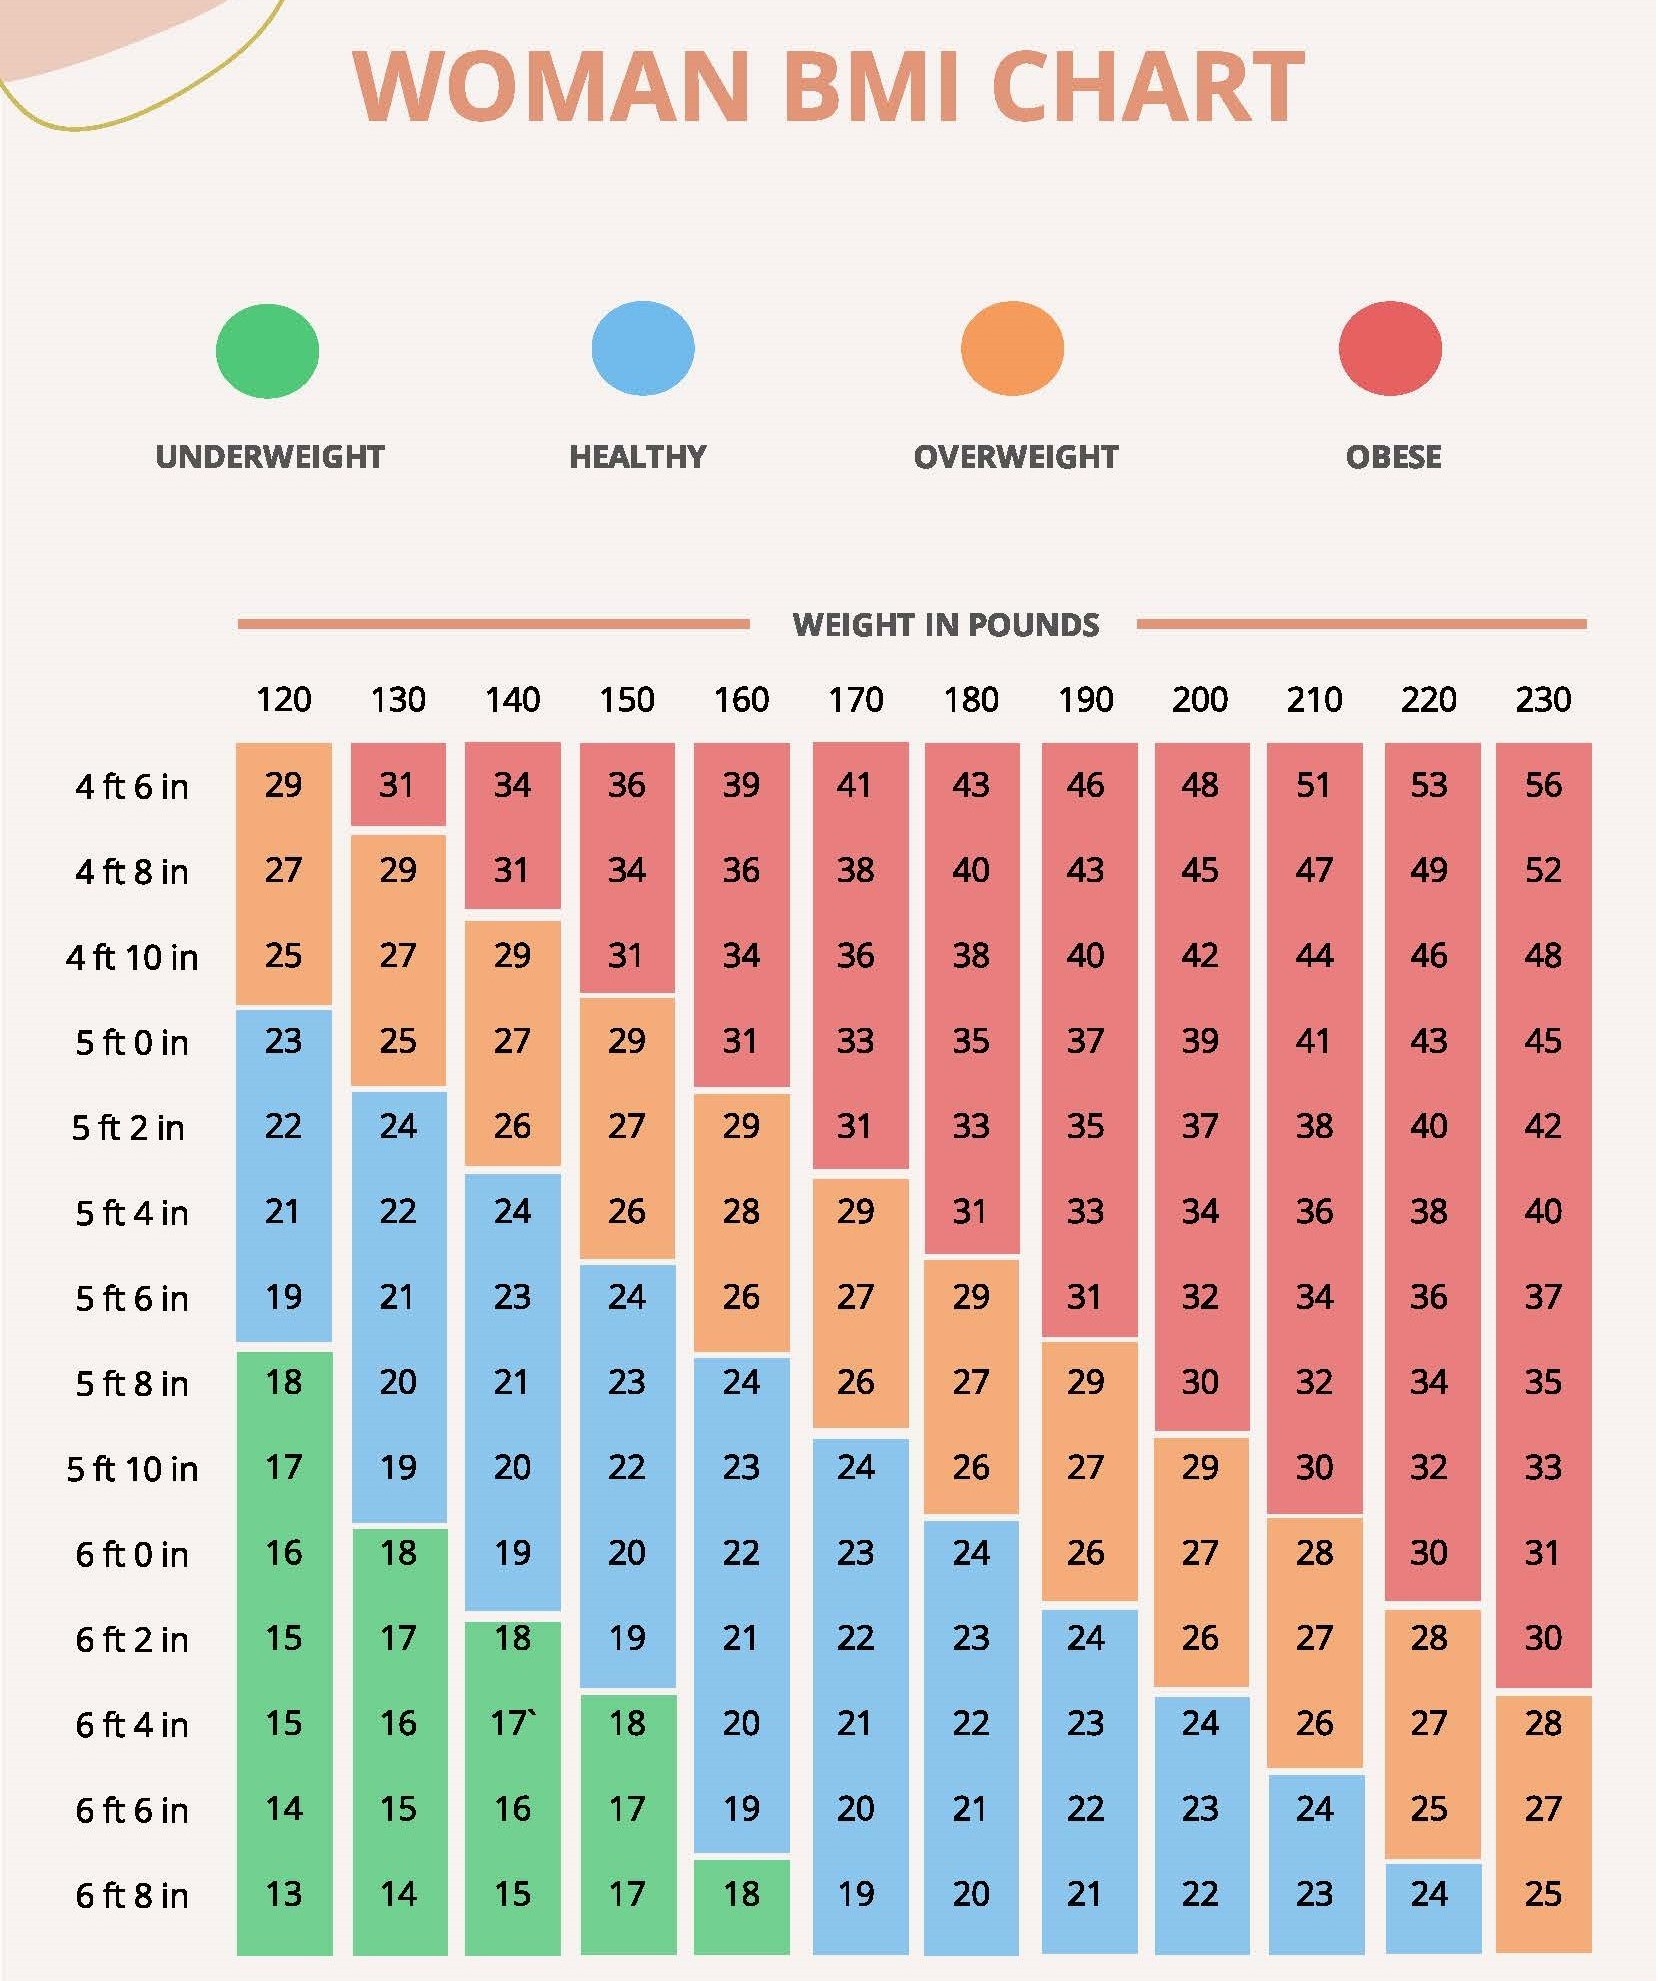 WOMAN BMI CHART
UNDERWEIGHT HEALTHY OVERWEIGHT OBESE
WEIGHT IN POUNDS
120 130 140 150 160 170 180 190 200 210 220 230
4 ft 6 in 29 31 34 36 39 41 43 46 48 51 53 56
4 ft 8 in 27 29 31 34 36 38 40 43 45 47 49 52
4 ft 10 in 25 27 29 31 34 36 38 40 42 44 46 48
5 ft 0 in 23 25 27 29 31 33 35 37 39 41 43 45
5 ft 2 in 22 24 26 27 29 31 33 35 37 38 40 42
5 ft 4 in 21 22 24 26 28 29 31 33 34 36 38 40
5 ft 6 in 19 21 23 24 26 27 29 31 32 34 36 37
5 ft 8 in 18 20 21 23 24 26 27 29 30 32 34 35
5 ft 10 in 17 19 20 22 23 24 26 27 29 30 32 33
6 ft 0 in 16 18 19 20 22 23 24 26 27 28 30 31
6 ft 2 in 15 17 18 19 21 22 23 24 26 27 28 30
6 ft 4 in 15 16 17` 18 20 21 22 23 24 26 27 28
6 ft 6 in 14 15 16 17 19 20 21 22 23 24 25 27
6 ft 8 in 13 14 15 17 18 19 20 21 22 23 24 25